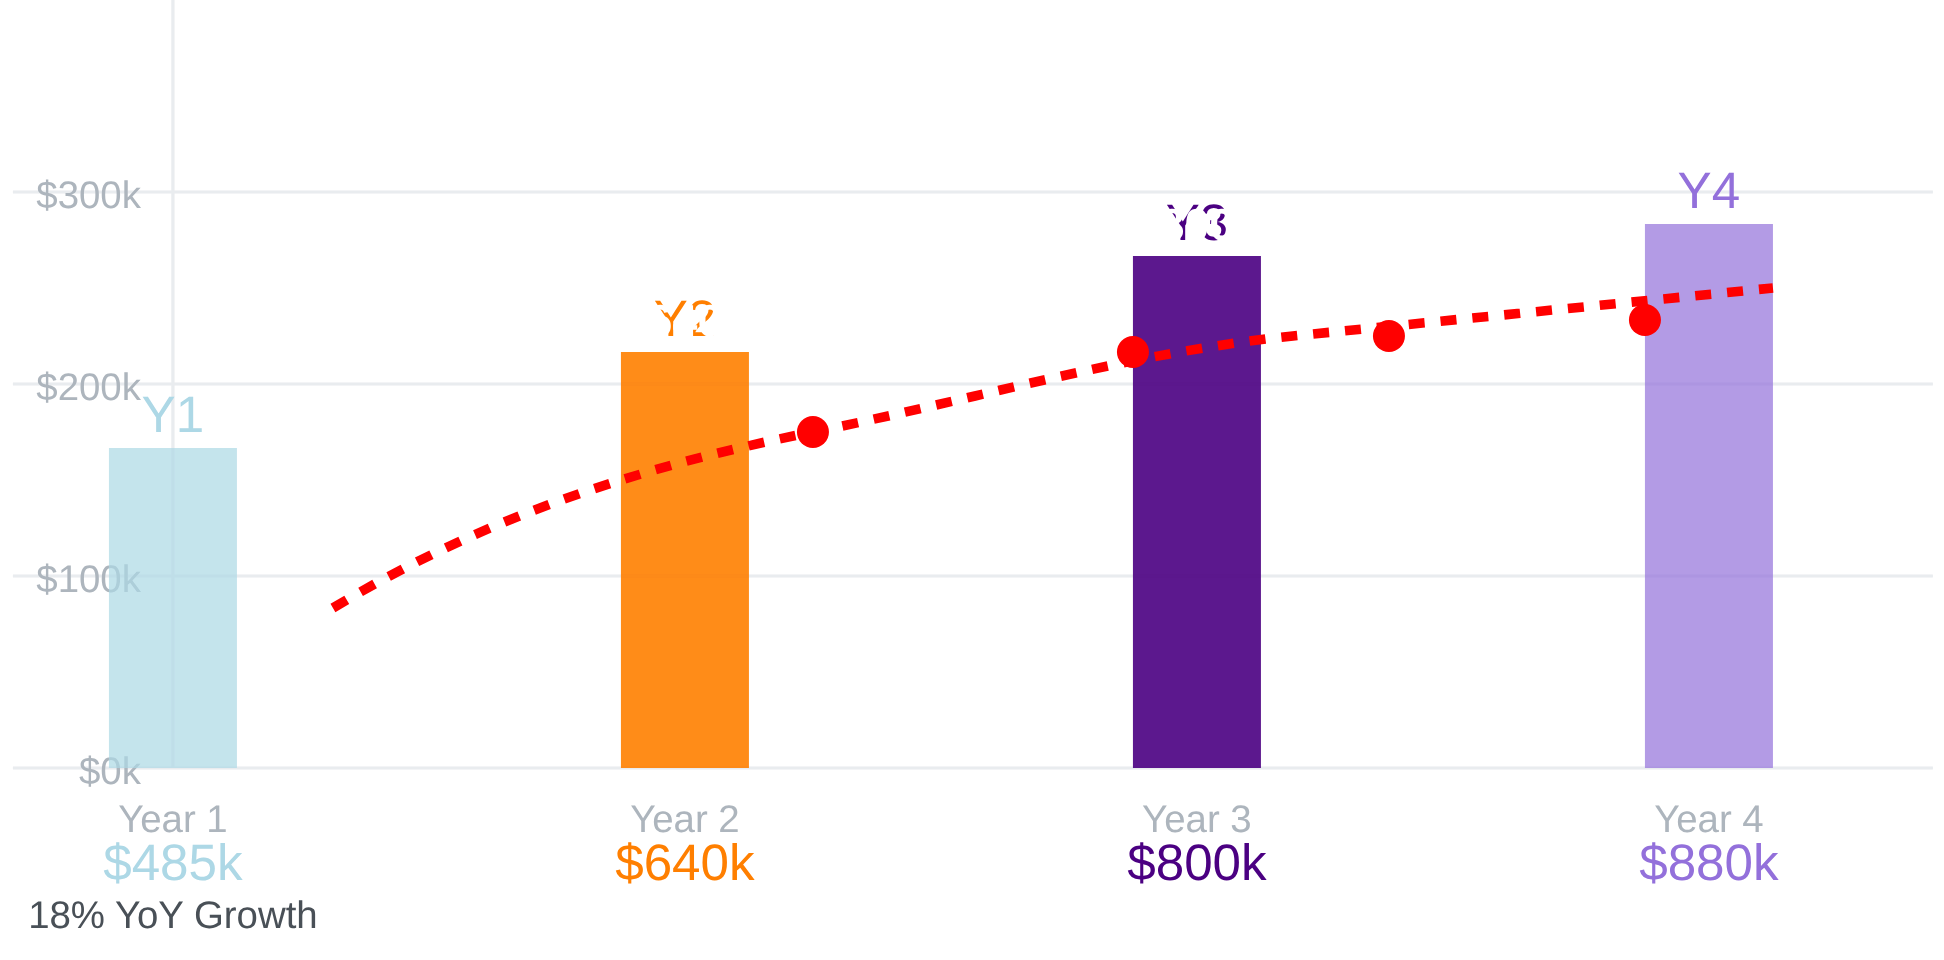 $300k
Y4
Y3
Y2
$200k
Y1
$100k
$0k
Year 1 Year 2 Year 3 Year 4
$485k $640k $800k $880k
18% YoY Growth